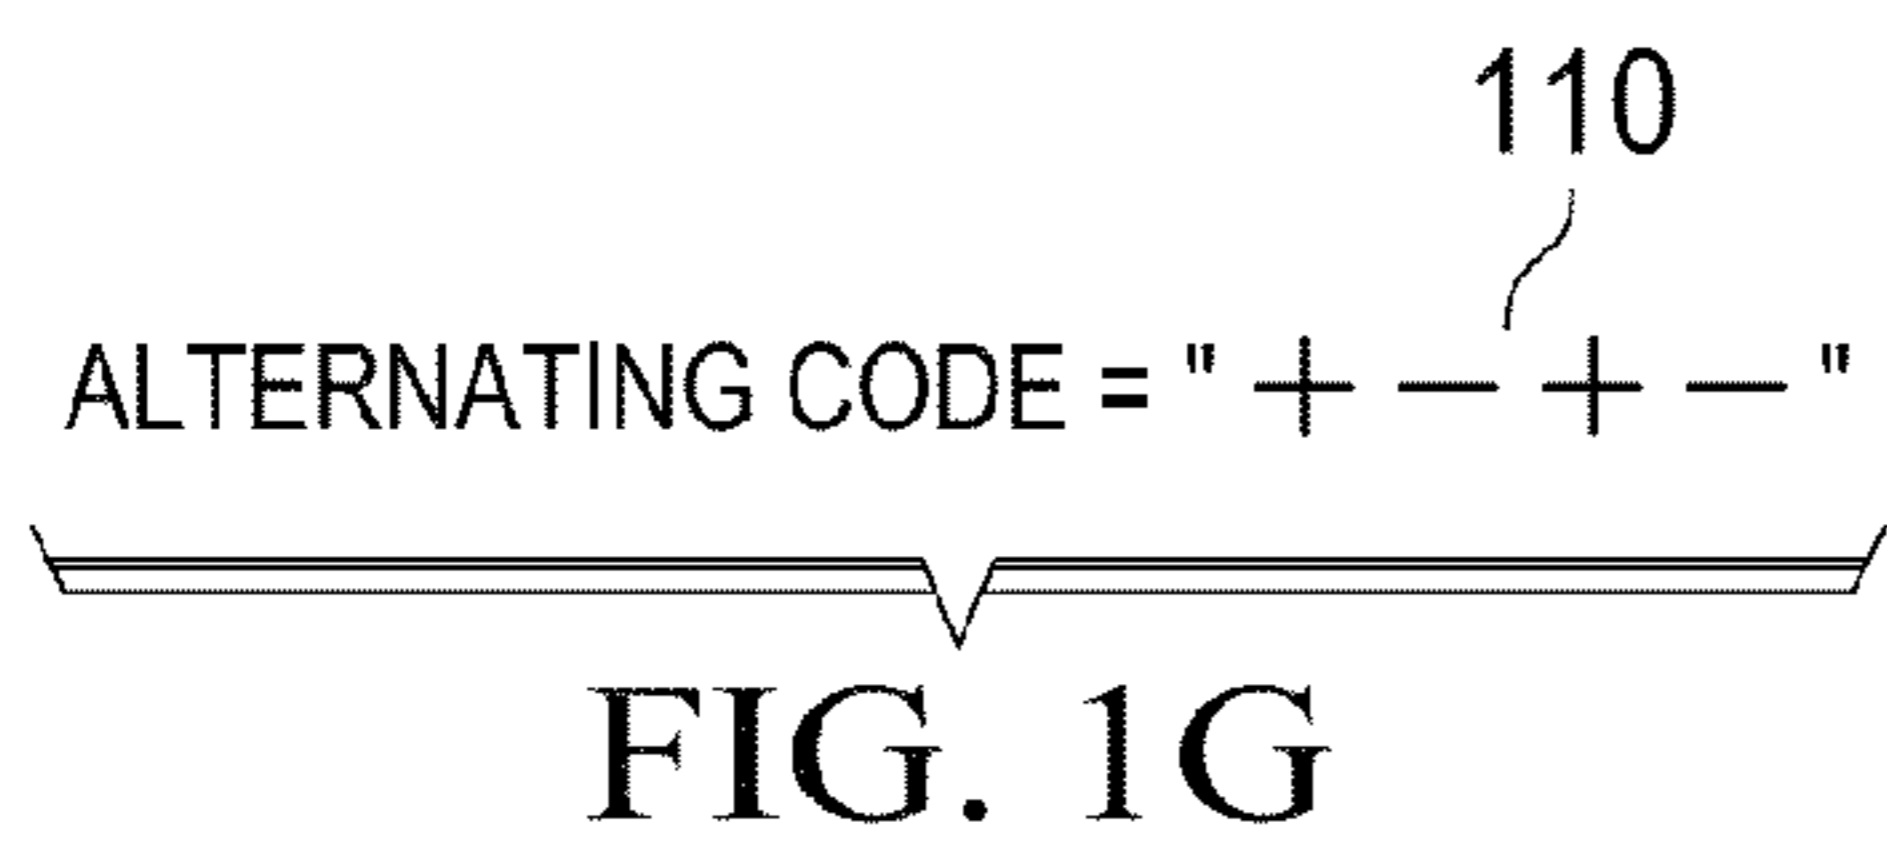 110
ALTERNATING CODE = " + − + − "
FIG. 1G